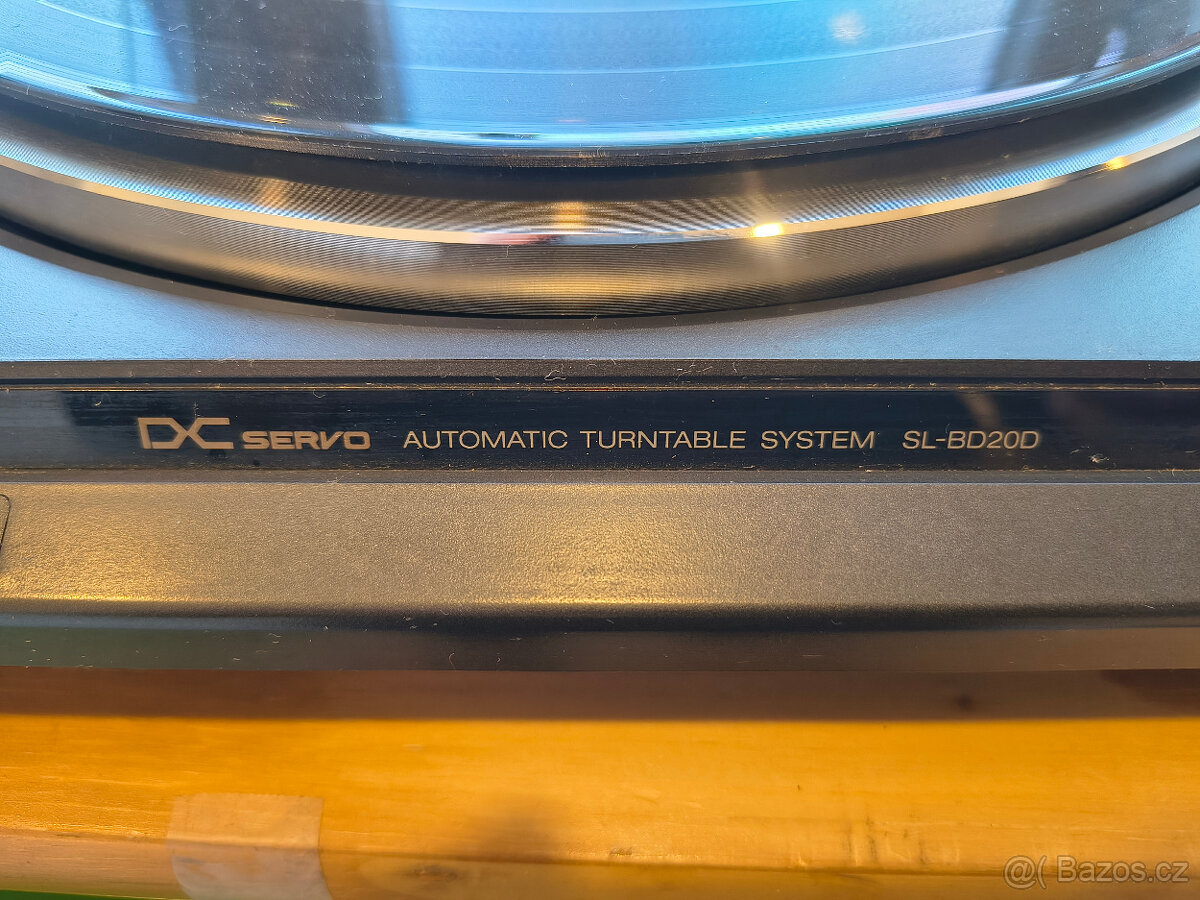 DC SERVO AUTOMATIC TURNTABLE SYSTEM SL-BD20D
@( Bazos.cz